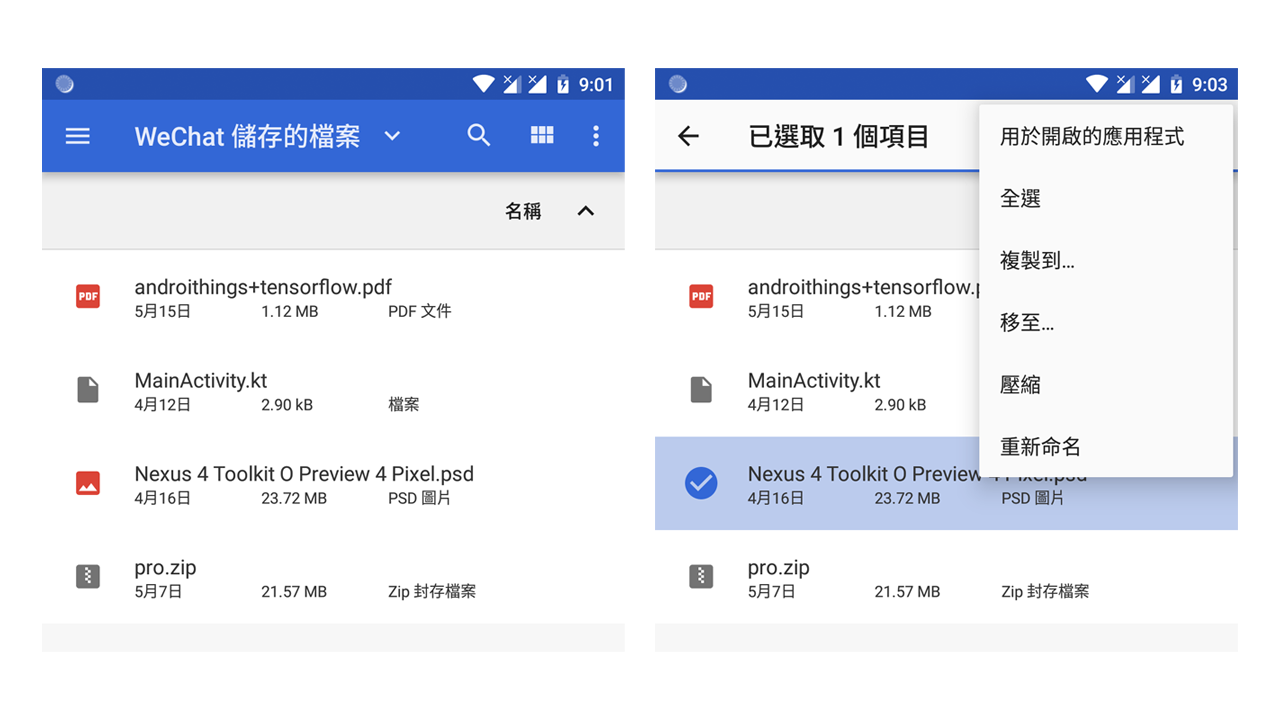 9:01
WeChat 儲存的檔案
名稱
PDF
androithings+tensorflow.pdf
5月15日 1.12 MB PDF 文件
MainActivity.kt
4月12日 2.90 kB 檔案
Nexus 4 Toolkit O Preview 4 Pixel.psd
4月16日 23.72 MB PSD 圖片
pro.zip
5月7日 21.57 MB Zip 封存檔案
9:03
已選取 1 個項目
用於開啟的應用程式
全選
複製到...
移至...
壓縮
重新命名
PDF
androithings+tensorflow.p
5月15日 1.12 MB
MainActivity.kt
4月12日 2.90 kB
Nexus 4 Toolkit O Preview 4 Pixel.psd
4月16日 23.72 MB PSD 圖片
pro.zip
5月7日 21.57 MB Zip 封存檔案